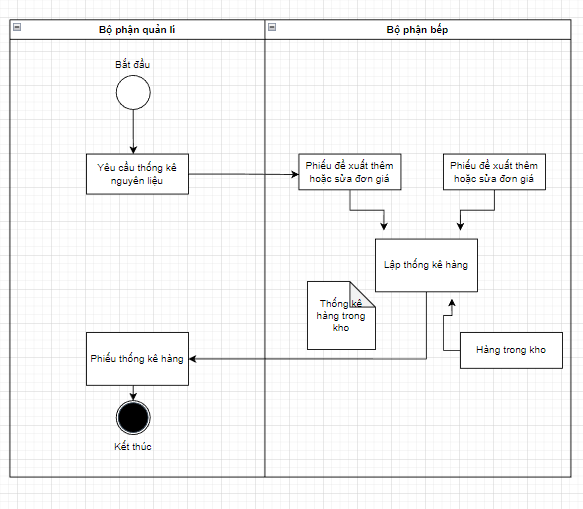 Bộ phận quản lí
Bộ phận bếp
Bắt đầu
Yêu cầu thống kê
nguyên liệu
Phiếu đề xuất thêm
hoặc sửa đơn giá
Phiếu đề xuất thêm
hoặc sửa đơn giá
Lập thống kê hàng
Thống kê
hàng trong
kho
Phiếu thống kê hàng
Hàng trong kho
Kết thúc